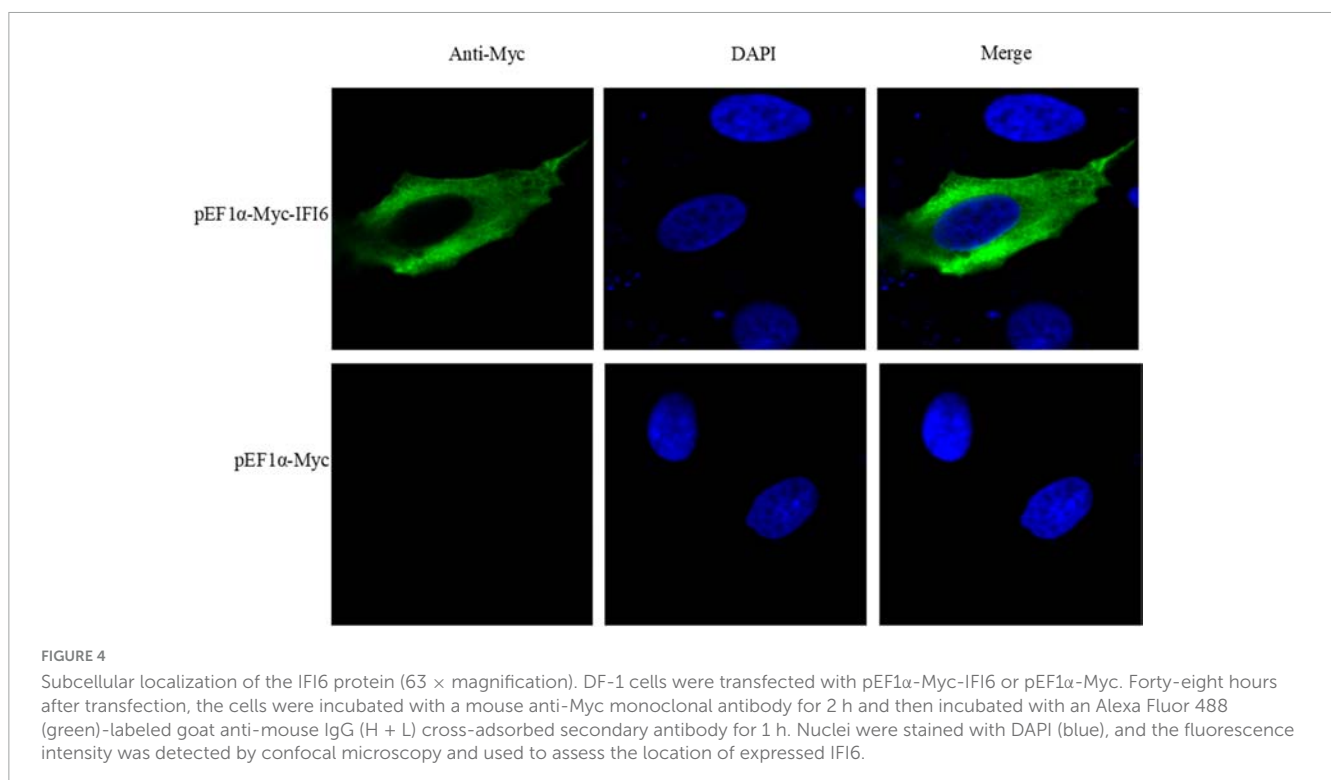 Anti-Myc DAPI Merge
pEF1α-Myc-IFI6
pEF1α-Myc
FIGURE 4
Subcellular localization of the IFI6 protein (63 × magnification). DF-1 cells were transfected with pEF1α-Myc-IFI6 or pEF1α-Myc. Forty-eight hours
after transfection, the cells were incubated with a mouse anti-Myc monoclonal antibody for 2 h and then incubated with an Alexa Fluor 488
(green)-labeled goat anti-mouse IgG (H + L) cross-adsorbed secondary antibody for 1 h. Nuclei were stained with DAPI (blue), and the fluorescence
intensity was detected by confocal microscopy and used to assess the location of expressed IFI6.